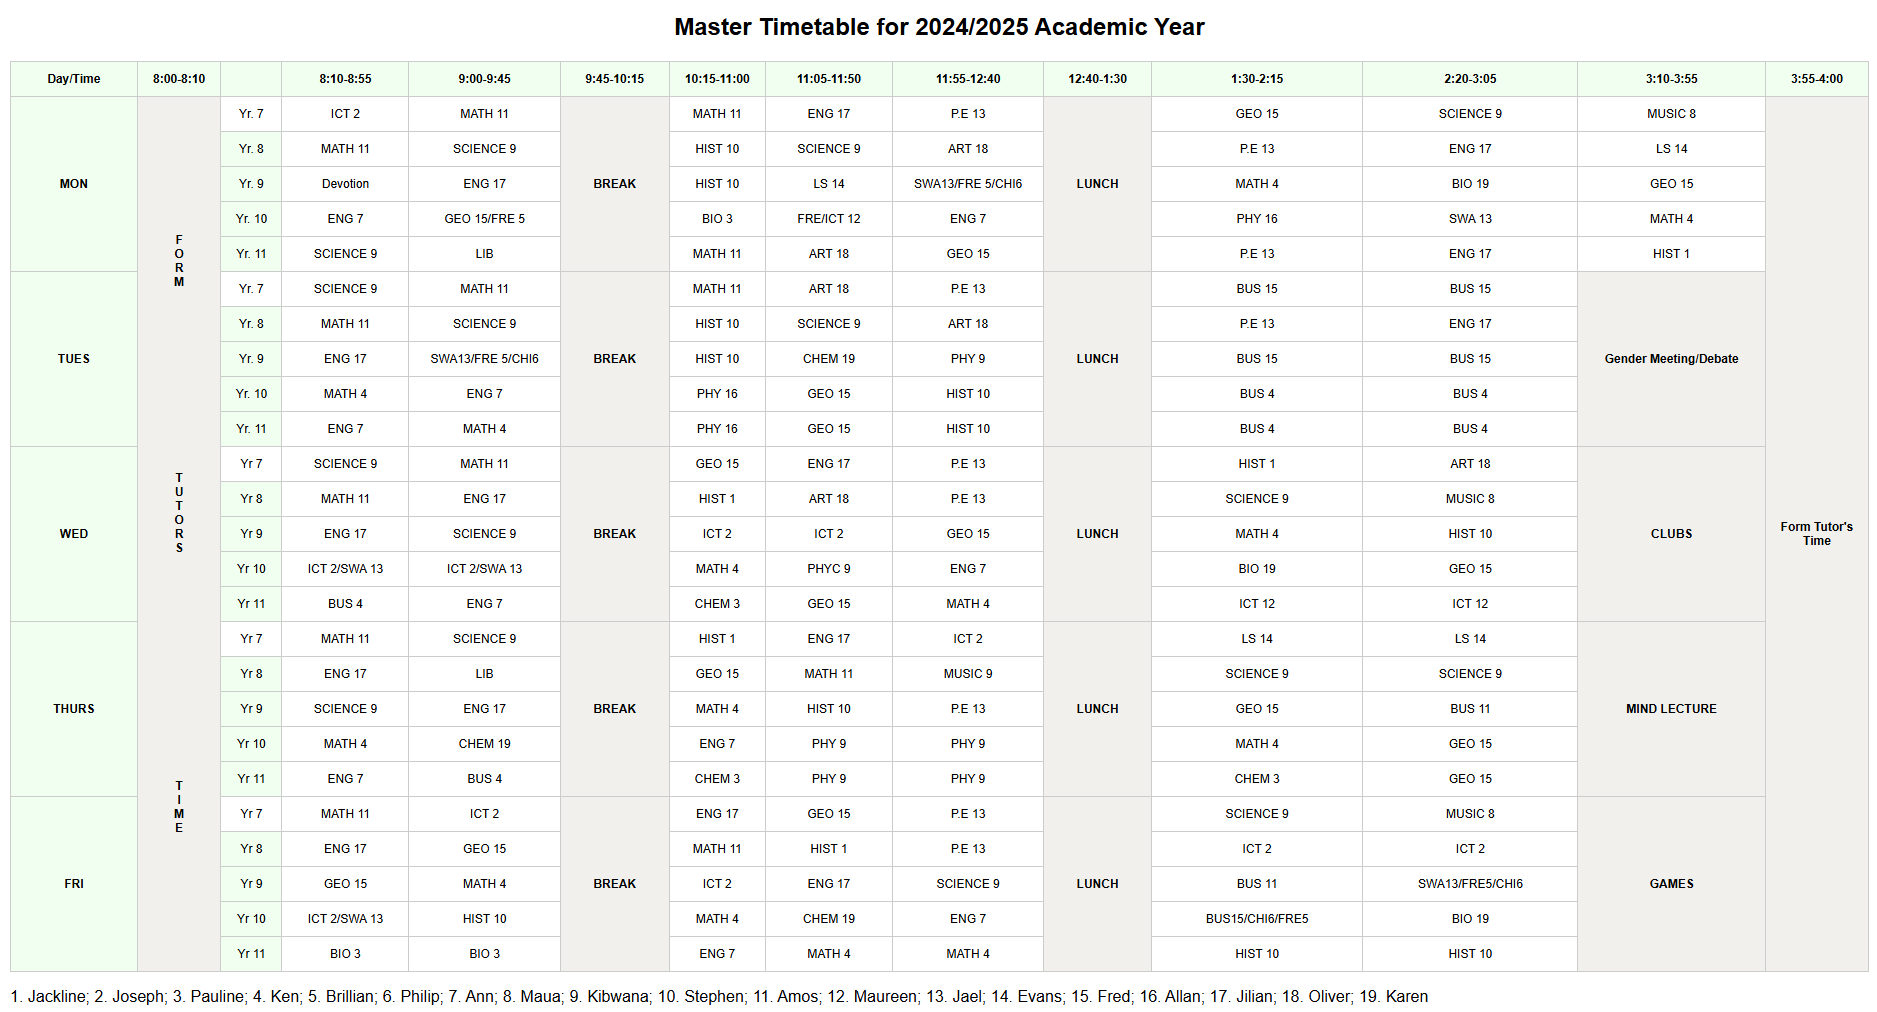 Master Timetable for 2024/2025 Academic Year
Day/Time 8:00-8:10 8:10-8:55 9:00-9:45 9:45-10:15 10:15-11:00 11:05-11:50 11:55-12:40 12:40-1:30 1:30-2:15 2:20-3:05 3:10-3:55 3:55-4:00
FORM TUTORS TIME
Form Tutor's
Time
MON
BREAK
LUNCH
Yr. 7 ICT 2 MATH 11 MATH 11 ENG 17 P.E 13 GEO 15 SCIENCE 9 MUSIC 8
Yr. 8 MATH 11 SCIENCE 9 HIST 10 SCIENCE 9 ART 18 P.E 13 ENG 17 LS 14
Yr. 9 Devotion ENG 17 HIST 10 LS 14 SWA13/FRE 5/CHI6 MATH 4 BIO 19 GEO 15
Yr. 10 ENG 7 GEO 15/FRE 5 BIO 3 FRE/ICT 12 ENG 7 PHY 16 SWA 13 MATH 4
Yr. 11 SCIENCE 9 LIB MATH 11 ART 18 GEO 15 P.E 13 ENG 17 HIST 1
TUES
BREAK
LUNCH
Gender Meeting/Debate
Yr. 7 SCIENCE 9 MATH 11 MATH 11 ART 18 P.E 13 BUS 15 BUS 15
Yr. 8 MATH 11 SCIENCE 9 HIST 10 SCIENCE 9 ART 18 P.E 13 ENG 17
Yr. 9 ENG 17 SWA13/FRE 5/CHI6 HIST 10 CHEM 19 PHY 9 BUS 15 BUS 15
Yr. 10 MATH 4 ENG 7 PHY 16 GEO 15 HIST 10 BUS 4 BUS 4
Yr. 11 ENG 7 MATH 4 PHY 16 GEO 15 HIST 10 BUS 4 BUS 4
WED
BREAK
LUNCH
CLUBS
Yr 7 SCIENCE 9 MATH 11 GEO 15 ENG 17 P.E 13 HIST 1 ART 18
Yr 8 MATH 11 ENG 17 HIST 1 ART 18 P.E 13 SCIENCE 9 MUSIC 8
Yr 9 ENG 17 SCIENCE 9 ICT 2 ICT 2 GEO 15 MATH 4 HIST 10
Yr 10 ICT 2/SWA 13 ICT 2/SWA 13 MATH 4 PHYC 9 ENG 7 BIO 19 GEO 15
Yr 11 BUS 4 ENG 7 CHEM 3 GEO 15 MATH 4 ICT 12 ICT 12
THURS
BREAK
LUNCH
MIND LECTURE
Yr 7 MATH 11 SCIENCE 9 HIST 1 ENG 17 ICT 2 LS 14 LS 14
Yr 8 ENG 17 LIB GEO 15 MATH 11 MUSIC 9 SCIENCE 9 SCIENCE 9
Yr 9 SCIENCE 9 ENG 17 MATH 4 HIST 10 P.E 13 GEO 15 BUS 11
Yr 10 MATH 4 CHEM 19 ENG 7 PHY 9 PHY 9 MATH 4 GEO 15
Yr 11 ENG 7 BUS 4 CHEM 3 PHY 9 PHY 9 CHEM 3 GEO 15
FRI
BREAK
LUNCH
GAMES
Yr 7 MATH 11 ICT 2 ENG 17 GEO 15 P.E 13 SCIENCE 9 MUSIC 8
Yr 8 ENG 17 GEO 15 MATH 11 HIST 1 P.E 13 ICT 2 ICT 2
Yr 9 GEO 15 MATH 4 ICT 2 ENG 17 SCIENCE 9 BUS 11 SWA13/FRE5/CHI6
Yr 10 ICT 2/SWA 13 HIST 10 MATH 4 CHEM 19 ENG 7 BUS15/CHI6/FRE5 BIO 19
Yr 11 BIO 3 BIO 3 ENG 7 MATH 4 MATH 4 HIST 10 HIST 10
1. Jackline; 2. Joseph; 3. Pauline; 4. Ken; 5. Brillian; 6. Philip; 7. Ann; 8. Maua; 9. Kibwana; 10. Stephen; 11. Amos; 12. Maureen; 13. Jael; 14. Evans; 15. Fred; 16. Allan; 17. Jilian; 18. Oliver; 19. Karen